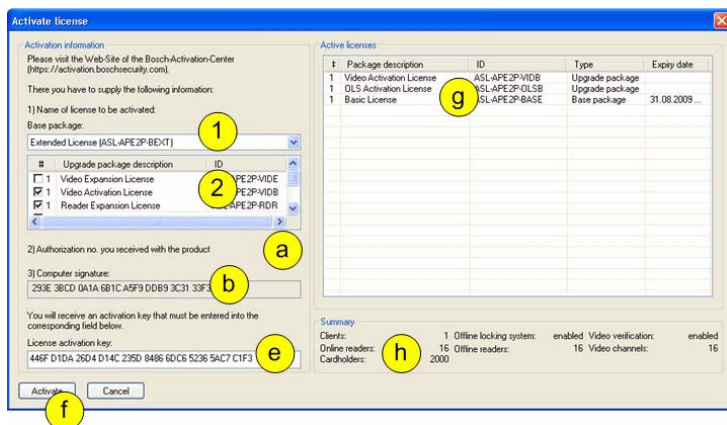 Activate license
Activation information
Please visit the Web-Site of the Bosch-Activation-Center
(https://activation.boschsecurity.com).
There you have to supply the following information:
1) Name of license to be activated:
Base package:
1
Extended License (ASL-APE2P-BEXT)
# Upgrade package description ID
1 Video Expansion License APE2P-VIDE
2
1 Video Activation License APE2P-VIDB
1 Reader Expansion License APE2P-RDR
2) Authorization no. you received with the product
a
3) Computer signature:
b
293E 3BCD 0A1A 6B1C A5F9 DDB9 3C31 33F3
You will receive an activation key that must be entered into the
corresponding field below.
License activation key:
e
446F D1DA 26D4 D14C 235D 8486 6DC6 5236 5AC7 C1F3
Activate Cancel
f
Active licenses
Package description ID Type Expiry date
1 Video Activation License ASL-APE2P-VIDB Upgrade package
1 OLS Activation License ASL-APE2P-OLSB Upgrade package
g
1 Basic License ASL-APE2P-BASE Base package 31.08.2009 ...
Summary
Clients: 1 Offline locking system: enabled Video verification: enabled
Online readers: 16 Offline readers: 16 Video channels: 16
h
Cardholders: 2000